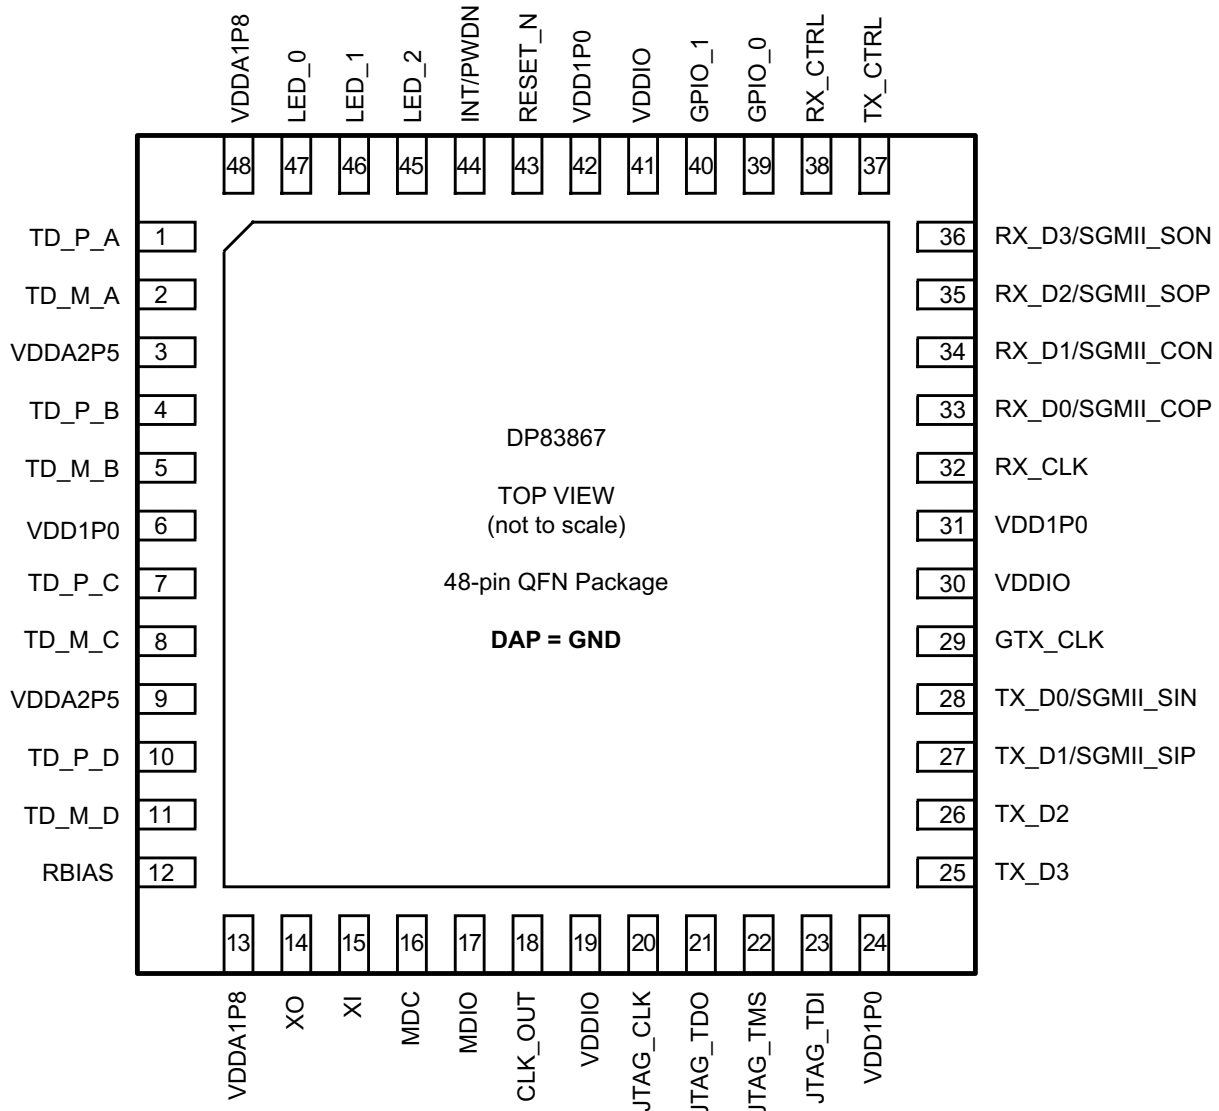 VDDA1P8
LED_0
LED_1
LED_2
INT/PWDN
RESET_N
VDD1P0
VDDIO
GPIO_1
GPIO_0
RX_CTRL
TX_CTRL
48
47
46
45
44
43
42
41
40
39
38
37
TD_P_A 1
TD_M_A 2
VDDA2P5 3
TD_P_B 4
TD_M_B 5
VDD1P0 6
TD_P_C 7
TD_M_C 8
VDDA2P5 9
TD_P_D 10
TD_M_D 11
RBIAS 12
DP83867
TOP VIEW
(not to scale)
48-pin QFN Package
DAP = GND
36 RX_D3/SGMII_SON
35 RX_D2/SGMII_SOP
34 RX_D1/SGMII_CON
33 RX_D0/SGMII_COP
32 RX_CLK
31 VDD1P0
30 VDDIO
29 GTX_CLK
28 TX_D0/SGMII_SIN
27 TX_D1/SGMII_SIP
26 TX_D2
25 TX_D3
13
14
15
16
17
18
19
20
21
22
23
24
VDDA1P8
XO
XI
MDC
MDIO
CLK_OUT
VDDIO
JTAG_CLK
JTAG_TDO
JTAG_TMS
JTAG_TDI
VDD1P0